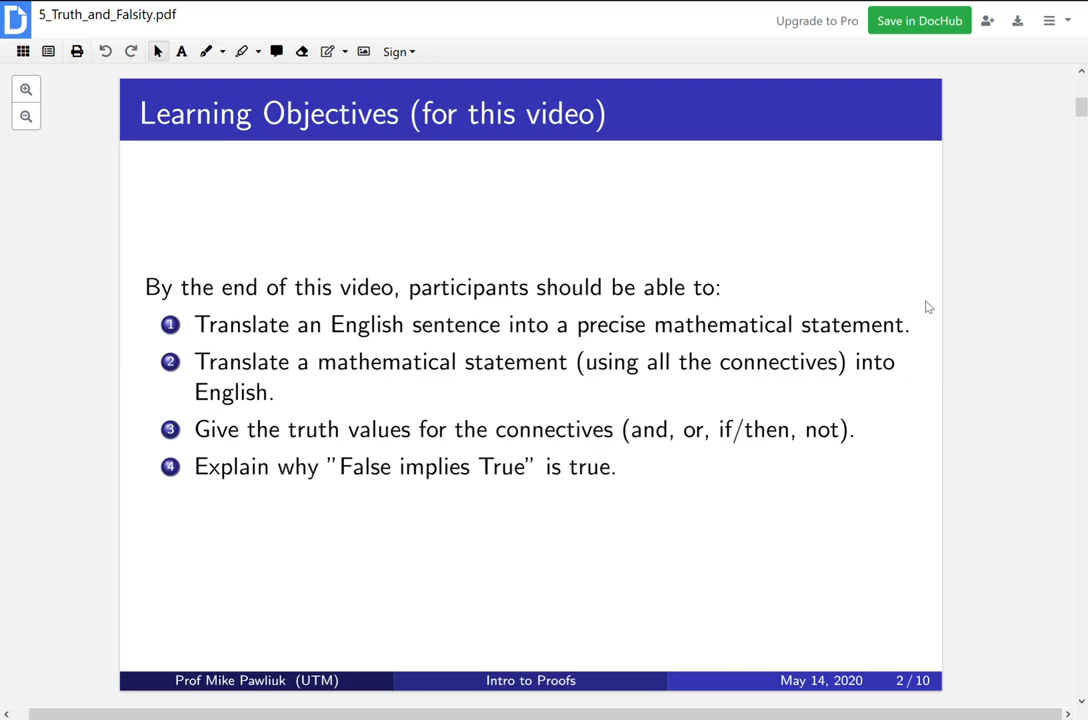 5_Truth_and_Falsity.pdf
Upgrade to Pro
Save in DocHub
A
Sign
Learning Objectives (for this video)
By the end of this video, participants should be able to:
1 Translate an English sentence into a precise mathematical statement.
2 Translate a mathematical statement (using all the connectives) into
English.
3 Give the truth values for the connectives (and, or, if/then, not).
4 Explain why "False implies True" is true.
Prof Mike Pawliuk (UTM) Intro to Proofs May 14, 2020 2 / 10